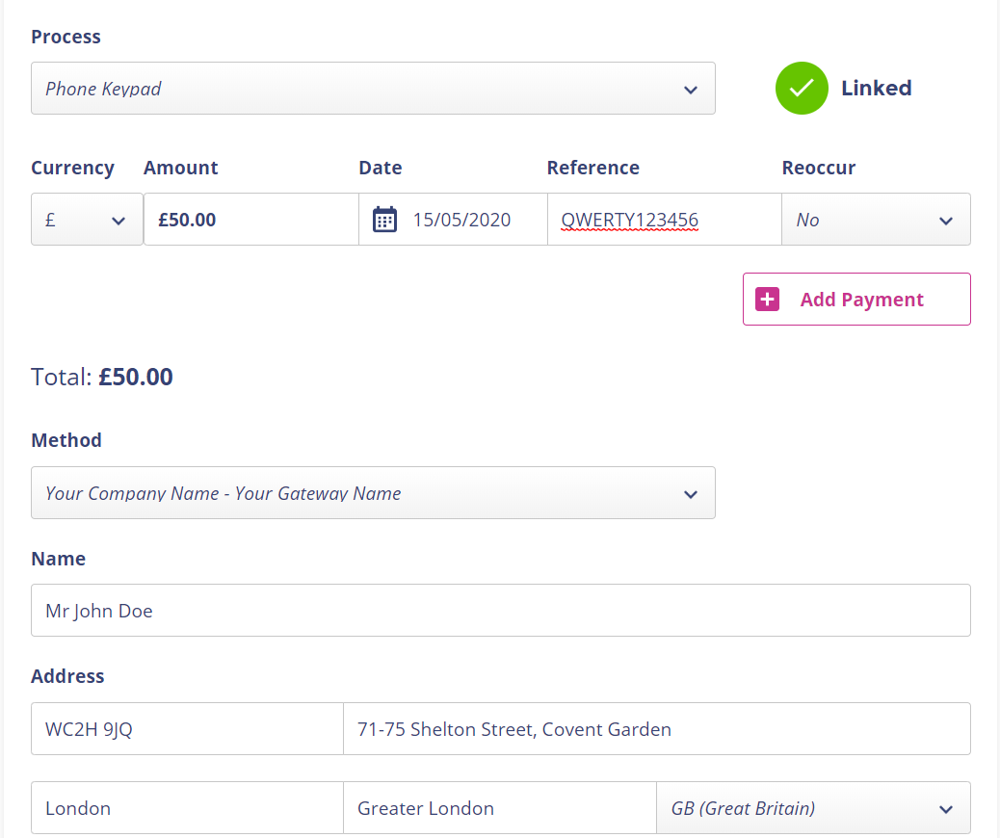 Process
Phone Keypad
Linked
Currency Amount Date Reference Reoccur
£ £50.00 15/05/2020 QWERTY123456 No
Add Payment
Total: £50.00
Method
Your Company Name - Your Gateway Name
Name
Mr John Doe
Address
WC2H 9JQ 71-75 Shelton Street, Covent Garden
London Greater London GB (Great Britain)